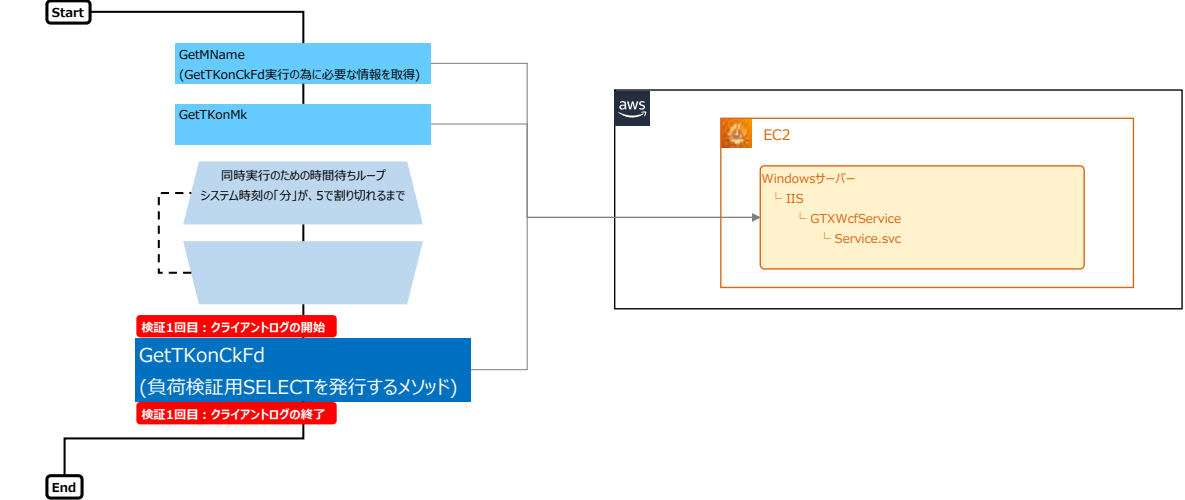 Start
GetMName
(GetTKonCkFd実行の為に必要な情報を取得)
GetTKonMk
同時実行のための時間待ちループ
システム時刻の「分」が、5で割り切れるまで
検証1回目：クライアントログの開始
GetTKonCkFd
(負荷検証用SELECTを発行するメソッド)
検証1回目：クライアントログの終了
End
aws
EC2
Windowsサーバー
└ IIS
└ GTXWcfService
└ Service.svc